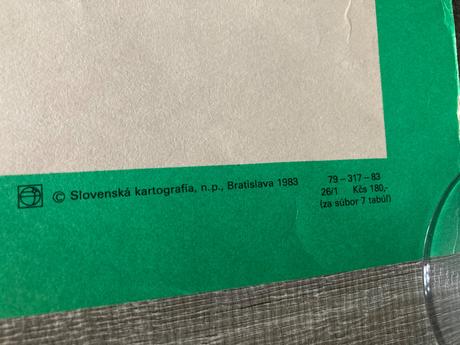 © Slovenská kartografia, n.p., Bratislava 1983
79-317-83
26/1 Kčs 180,-
(za súbor 7 tabúľ)